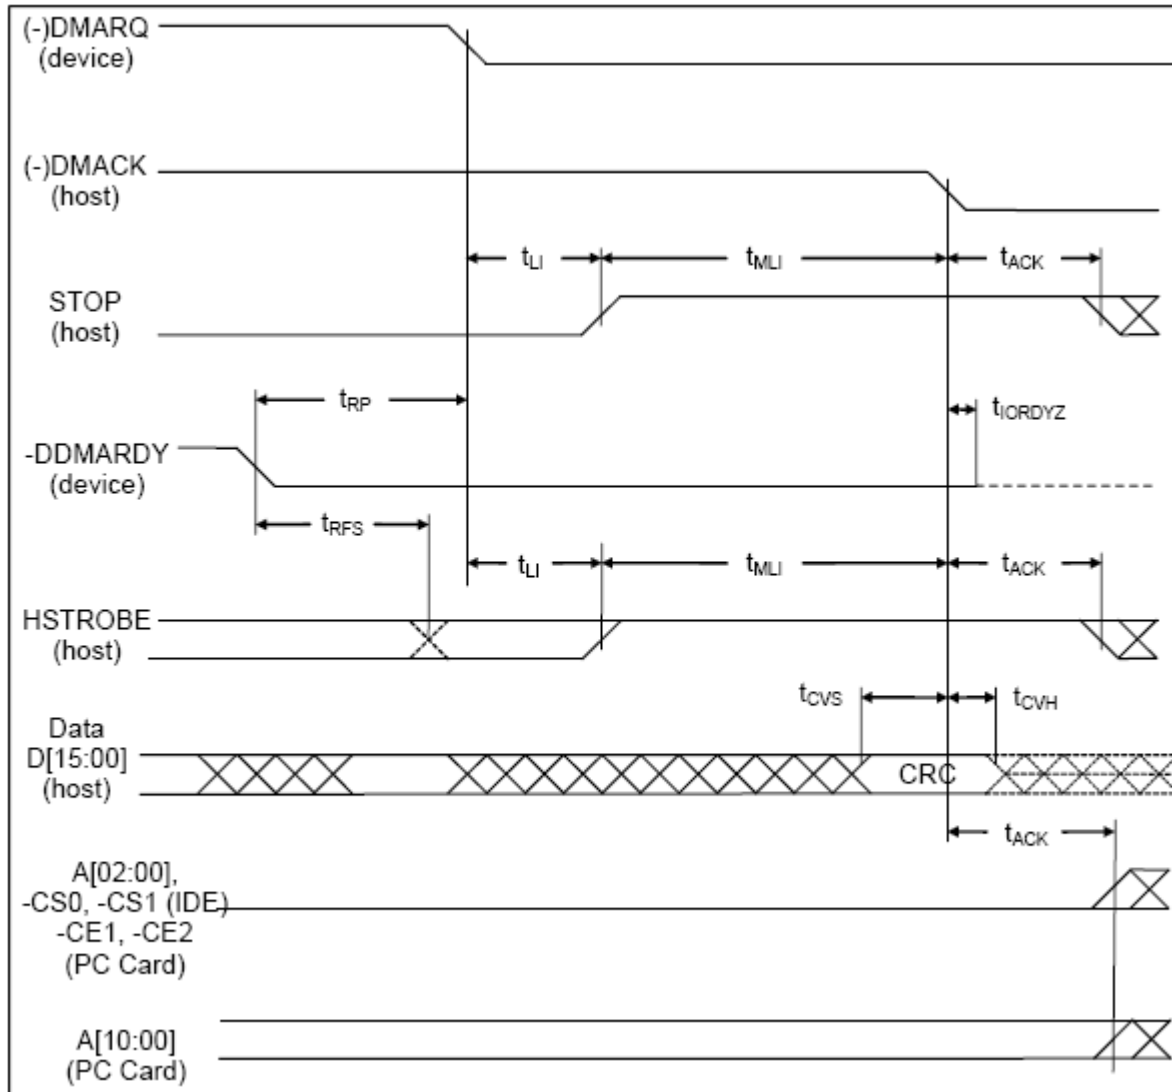 (-)DMARQ
(device)
(-)DMACK
(host)
tLI tMLI tACK
STOP
(host)
tRP tIORDYZ
-DDMARDY
(device)
tRFS
tLI tMLI tACK
HSTROBE
(host)
tCVS tCVH
Data
D[15:00]
(host)
CRC
tACK
A[02:00],
-CS0, -CS1 (IDE)
-CE1, -CE2
(PC Card)
A[10:00]
(PC Card)